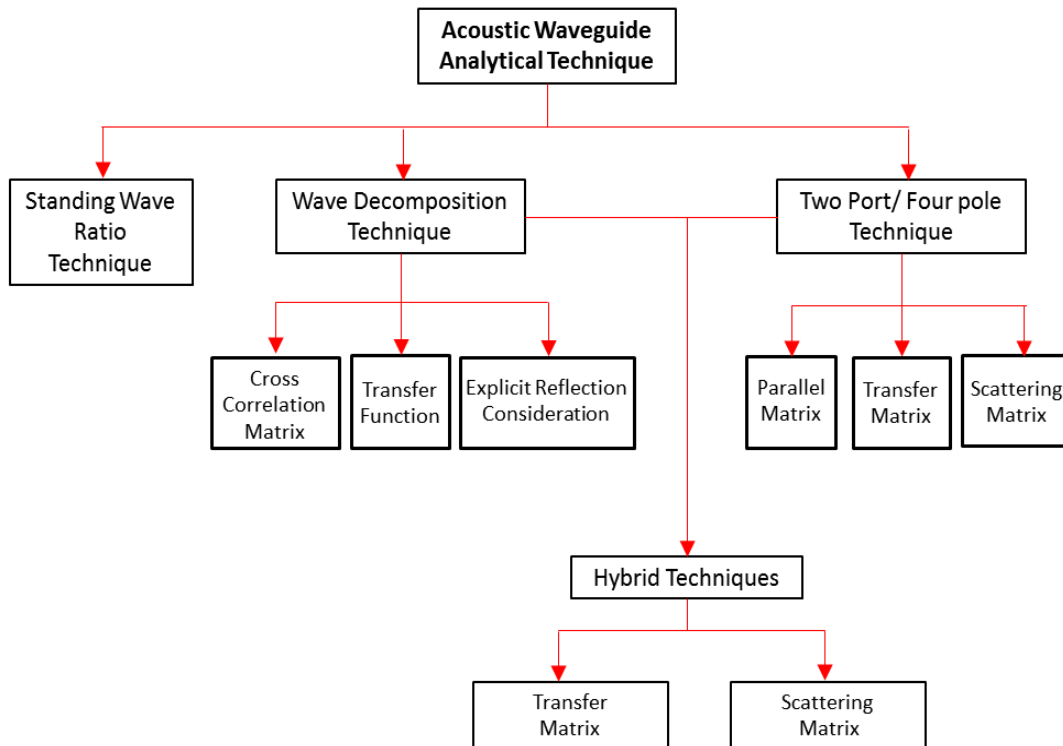 Acoustic Waveguide
Analytical Technique
Standing Wave
Ratio
Technique
Wave Decomposition
Technique
Two Port/ Four pole
Technique
Cross
Correlation
Matrix
Transfer
Function
Explicit Reflection
Consideration
Parallel
Matrix
Transfer
Matrix
Scattering
Matrix
Hybrid Techniques
Transfer
Matrix
Scattering
Matrix